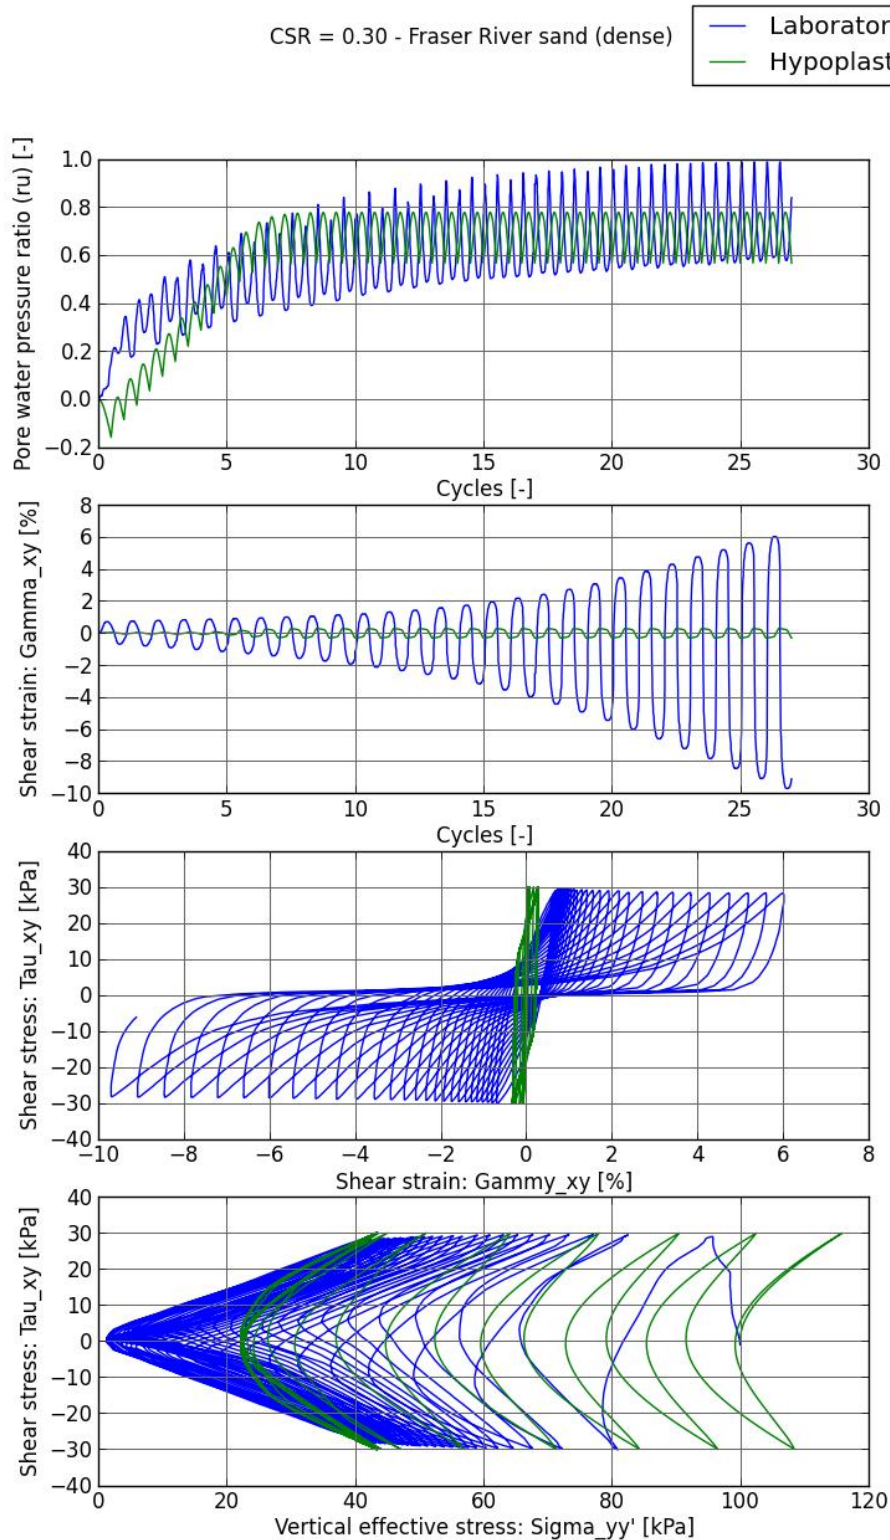 CSR = 0.30 - Fraser River sand (dense)
Laborator
Hypoplast
Pore water pressure ratio (ru) [-]
1.0
0.8
0.6
0.4
0.2
0.0
−0.2
0 5 10 15 20 25 30
Cycles [-]
Shear strain: Gamma_xy [%]
8
6
4
2
0
−2
−4
−6
−8
−10
0 5 10 15 20 25 30
Cycles [-]
Shear stress: Tau_xy [kPa]
40
30
20
10
0
−10
−20
−30
−40
−10 −8 −6 −4 −2 0 2 4 6 8
Shear strain: Gammy_xy [%]
Shear stress: Tau_xy [kPa]
40
30
20
10
0
−10
−20
−30
−40
0 20 40 60 80 100 120
Vertical effective stress: Sigma_yy' [kPa]